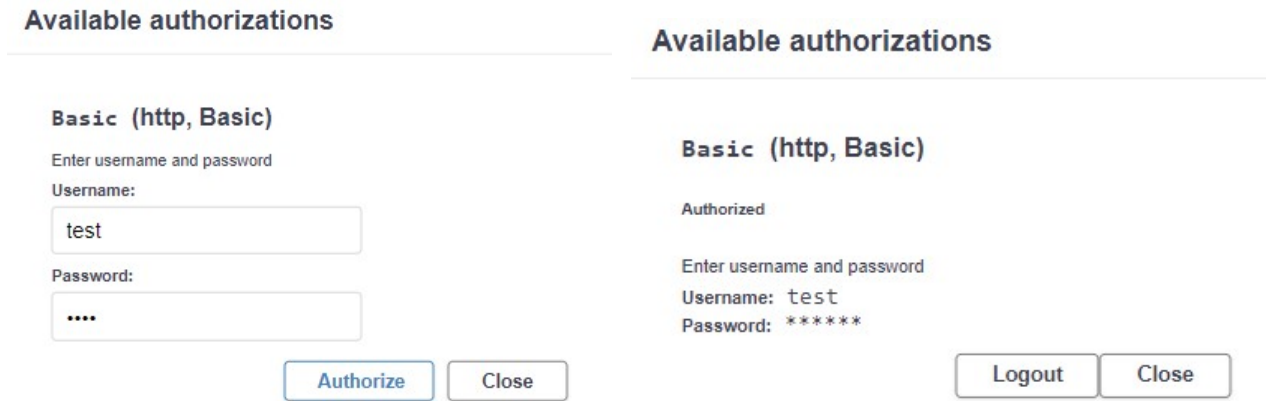 Available authorizations
Basic (http, Basic)
Enter username and password
Username:
test
Password:
••••
Authorize Close
Available authorizations
Basic (http, Basic)
Authorized
Enter username and password
Username: test
Password: ******
Logout Close